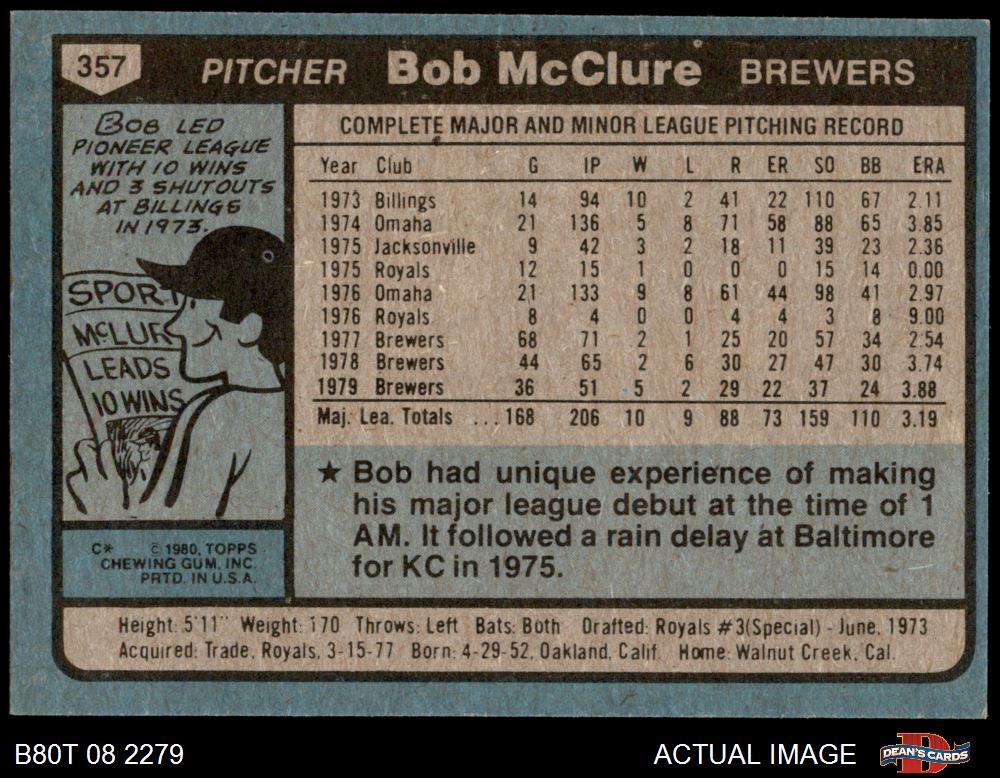 357 PITCHER Bob McClure BREWERS
BOB LED
PIONEER LEAGUE
WITH 10 WINS
AND 3 SHUTOUTS
AT BILLINGS
IN 1973.
SPORT
McCLUR
LEADS
10 WINS
C* © 1980, TOPPS
CHEWING GUM, INC.
PRTD. IN U.S.A.
COMPLETE MAJOR AND MINOR LEAGUE PITCHING RECORD
Year Club G IP W L R ER SO BB ERA
1973 Billings 14 94 10 2 41 22 110 67 2.11
1974 Omaha 21 136 5 8 71 58 88 65 3.85
1975 Jacksonville 9 42 3 2 18 11 39 23 2.36
1975 Royals 12 15 1 0 0 0 15 14 0.00
1976 Omaha 21 133 9 8 61 44 98 41 2.97
1976 Royals 8 4 0 0 4 4 3 8 9.00
1977 Brewers 68 71 2 1 25 20 57 34 2.54
1978 Brewers 44 65 2 6 30 27 47 30 3.74
1979 Brewers 36 51 5 2 29 22 37 24 3.88
Maj. Lea. Totals ...168 206 10 9 88 73 159 110 3.19
★ Bob had unique experience of making
his major league debut at the time of 1
AM. It followed a rain delay at Baltimore
for KC in 1975.
Height: 5'11" Weight: 170 Throws: Left Bats: Both Drafted: Royals #3(Special) - June, 1973
Acquired: Trade, Royals, 3-15-77 Born: 4-29-52, Oakland, Calif. Home: Walnut Creek, Cal.
B80T 08 2279 ACTUAL IMAGE DEAN'S CARDS